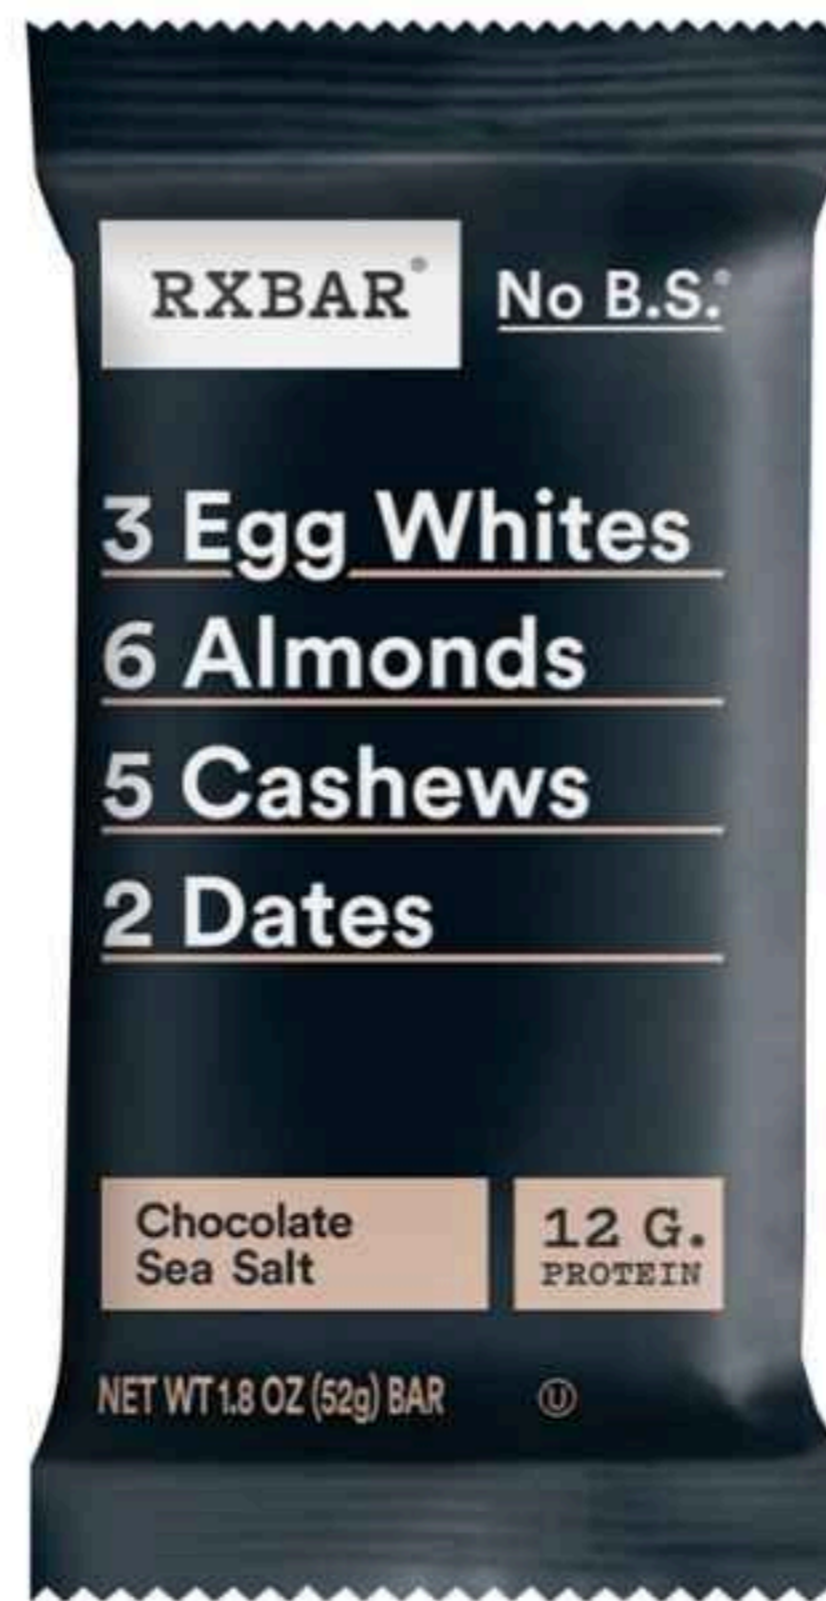 RXBAR® No B.S.®
3 Egg Whites
6 Almonds
5 Cashews
2 Dates
Chocolate
Sea Salt
12 G.
PROTEIN
NET WT 1.8 OZ (52g) BAR
U